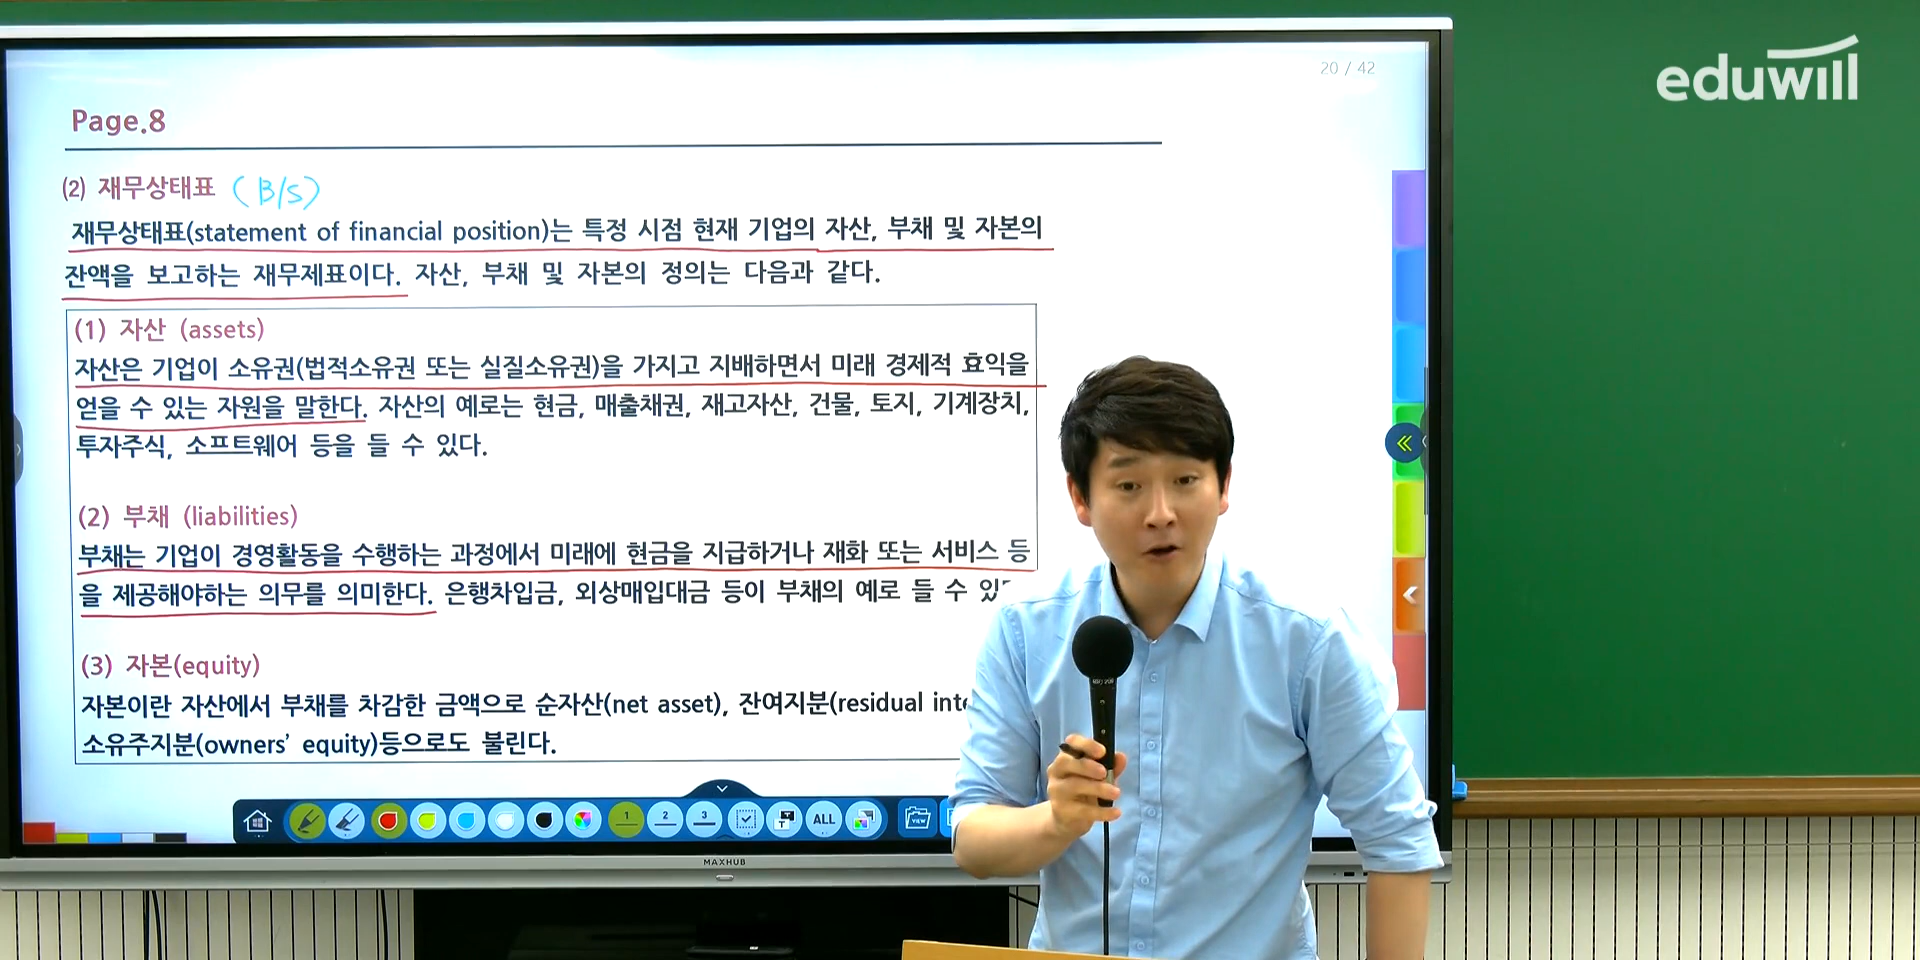 eduwill
20 / 42
Page.8
(2) 재무상태표 (B/S)
재무상태표(statement of financial position)는 특정 시점 현재 기업의 자산, 부채 및 자본의
잔액을 보고하는 재무제표이다. 자산, 부채 및 자본의 정의는 다음과 같다.
(1) 자산 (assets)
자산은 기업이 소유권(법적소유권 또는 실질소유권)을 가지고 지배하면서 미래 경제적 효익을
얻을 수 있는 자원을 말한다. 자산의 예로는 현금, 매출채권, 재고자산, 건물, 토지, 기계장치,
투자주식, 소프트웨어 등을 들 수 있다.
(2) 부채 (liabilities)
부채는 기업이 경영활동을 수행하는 과정에서 미래에 현금을 지급하거나 재화 또는 서비스 등
을 제공해야하는 의무를 의미한다. 은행차입금, 외상매입대금 등이 부채의 예로 들 수
(3) 자본(equity)
자본이란 자산에서 부채를 차감한 금액으로 순자산(net asset), 잔여지분(residual
소유주지분(owners' equity)등으로도 불린다.
1 2 3 ALL VIEW
MAXHUB